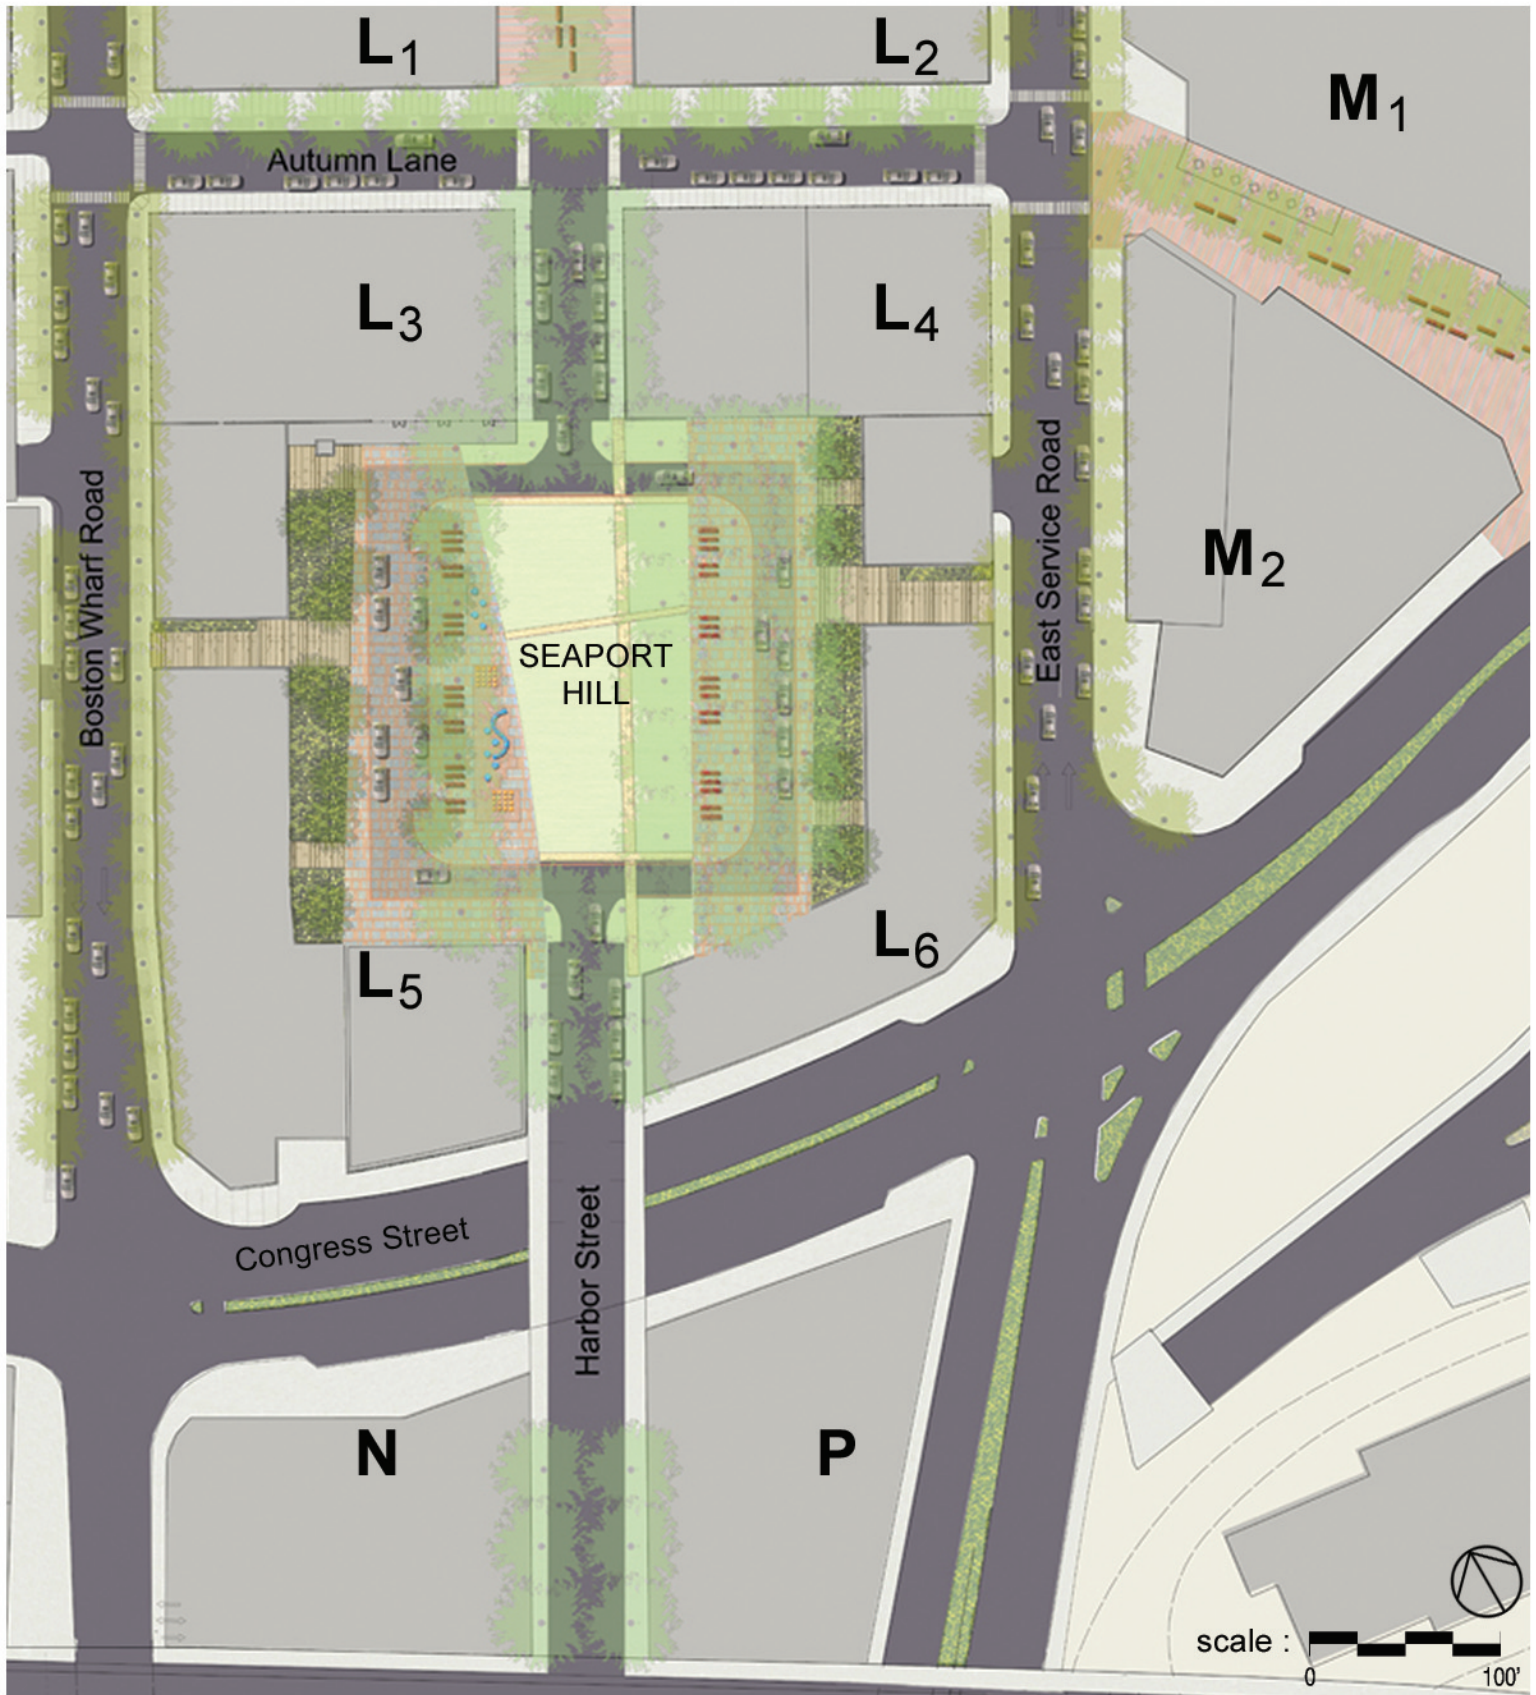 L1
L2
M1
Autumn Lane
L3
L4
Boston Wharf Road
East Service Road
M2
SEAPORT
HILL
L6
L5
Congress Street
Harbor Street
N
P
scale :
0
100'